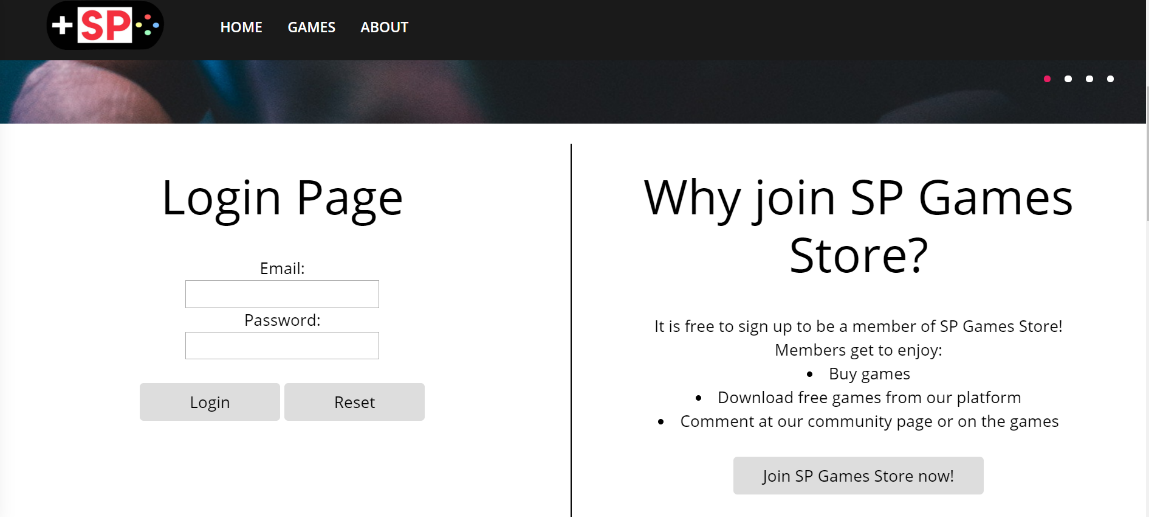 SP
HOME
GAMES
ABOUT
Login Page
Email:
Password:
Login
Reset
Why join SP Games
Store?
It is free to sign up to be a member of SP Games Store!
Members get to enjoy:
• Buy games
• Download free games from our platform
• Comment at our community page or on the games
Join SP Games Store now!